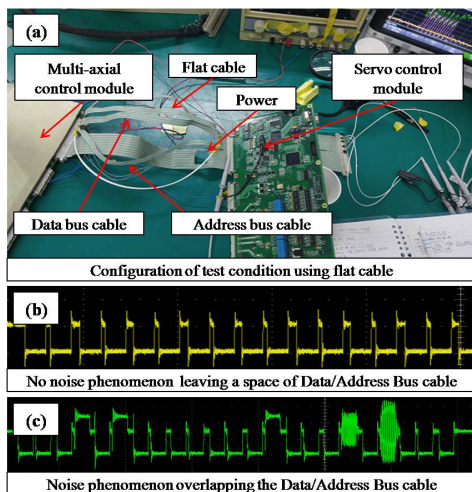 (a)
Multi-axial
control module
Flat cable
Power
Servo control
module
Data bus cable
Address bus cable
Configuration of test condition using flat cable
(b)
No noise phenomenon leaving a space of Data/Address Bus cable
(c)
Noise phenomenon overlapping the Data/Address Bus cable